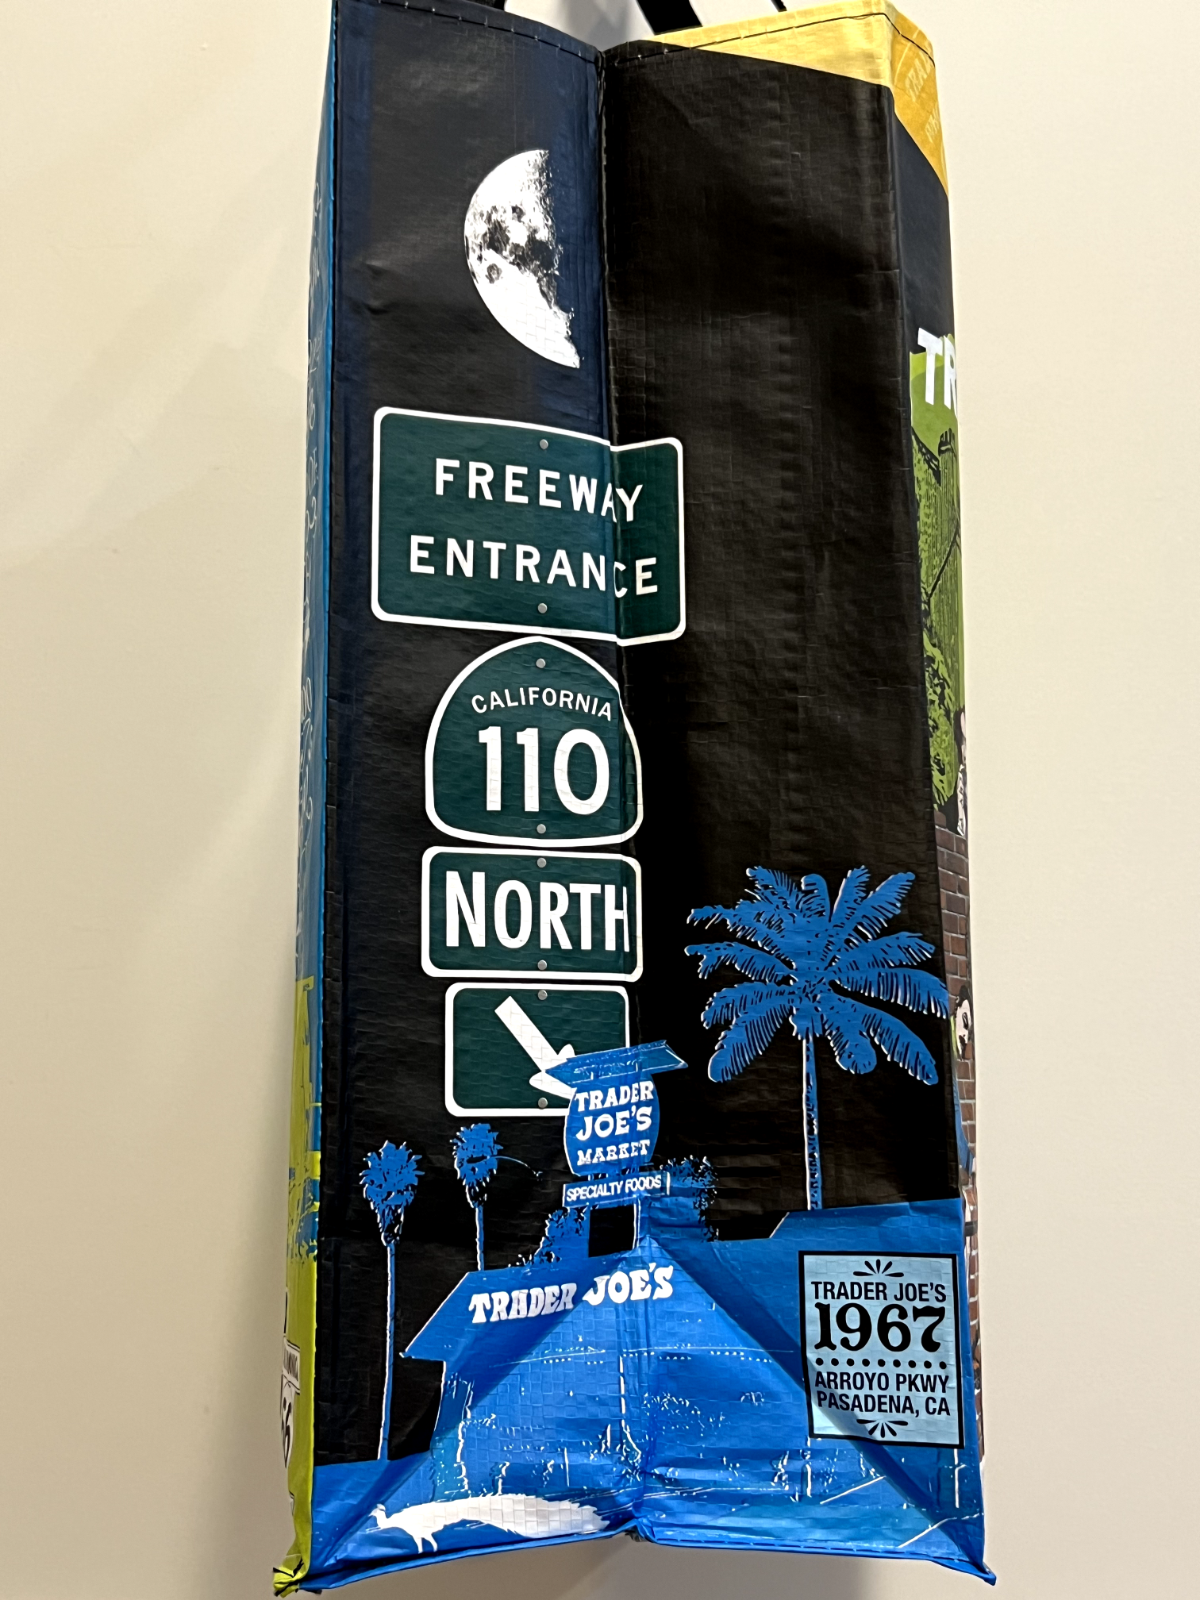 FREEWAY
ENTRANCE
CALIFORNIA
110
NORTH
TRADER
JOE'S
MARKET
SPECIALTY FOODS
TRADER JOE'S
TRADER JOE'S
1967
ARROYO PKWY
PASADENA, CA
TR